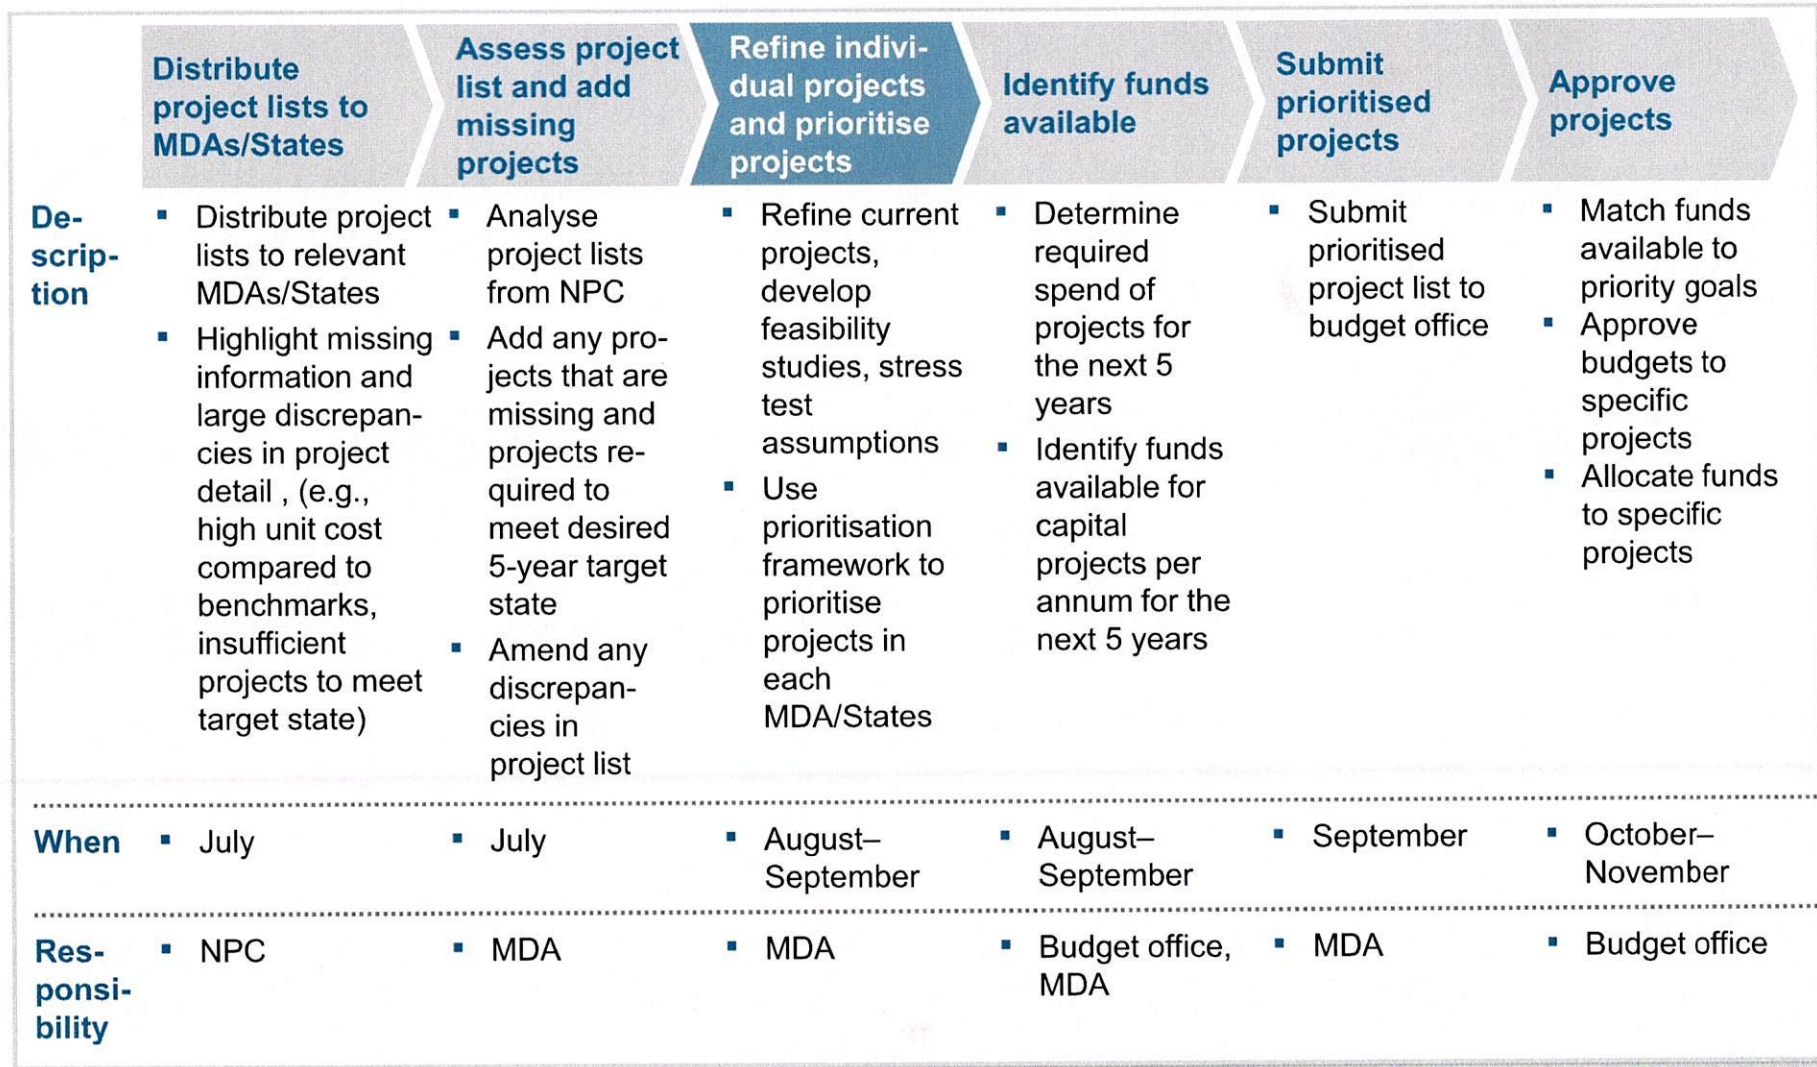 Distribute
project lists to
MDAs/States
Assess project
list and add
missing
projects
Refine indivi-
dual projects
and prioritise
projects
Identify funds
available
Submit
prioritised
projects
Approve
projects
De-
scrip-
tion
▪ Distribute project
lists to relevant
MDAs/States
▪ Highlight missing
information and
large discrepan-
cies in project
detail , (e.g.,
high unit cost
compared to
benchmarks,
insufficient
projects to meet
target state)
▪ Analyse
project lists
from NPC
▪ Add any pro-
jects that are
missing and
projects re-
quired to
meet desired
5-year target
state
▪ Amend any
discrepan-
cies in
project list
▪ Refine current
projects,
develop
feasibility
studies, stress
test
assumptions
▪ Use
prioritisation
framework to
prioritise
projects in
each
MDA/States
▪ Determine
required
spend of
projects for
the next 5
years
▪ Identify funds
available for
capital
projects per
annum for the
next 5 years
▪ Submit
prioritised
project list to
budget office
▪ Match funds
available to
priority goals
▪ Approve
budgets to
specific
projects
▪ Allocate funds
to specific
projects
When
▪ July
▪ July
▪ August–
September
▪ August–
September
▪ September
▪ October–
November
Res-
ponsi-
bility
▪ NPC
▪ MDA
▪ MDA
▪ Budget office,
MDA
▪ MDA
▪ Budget office